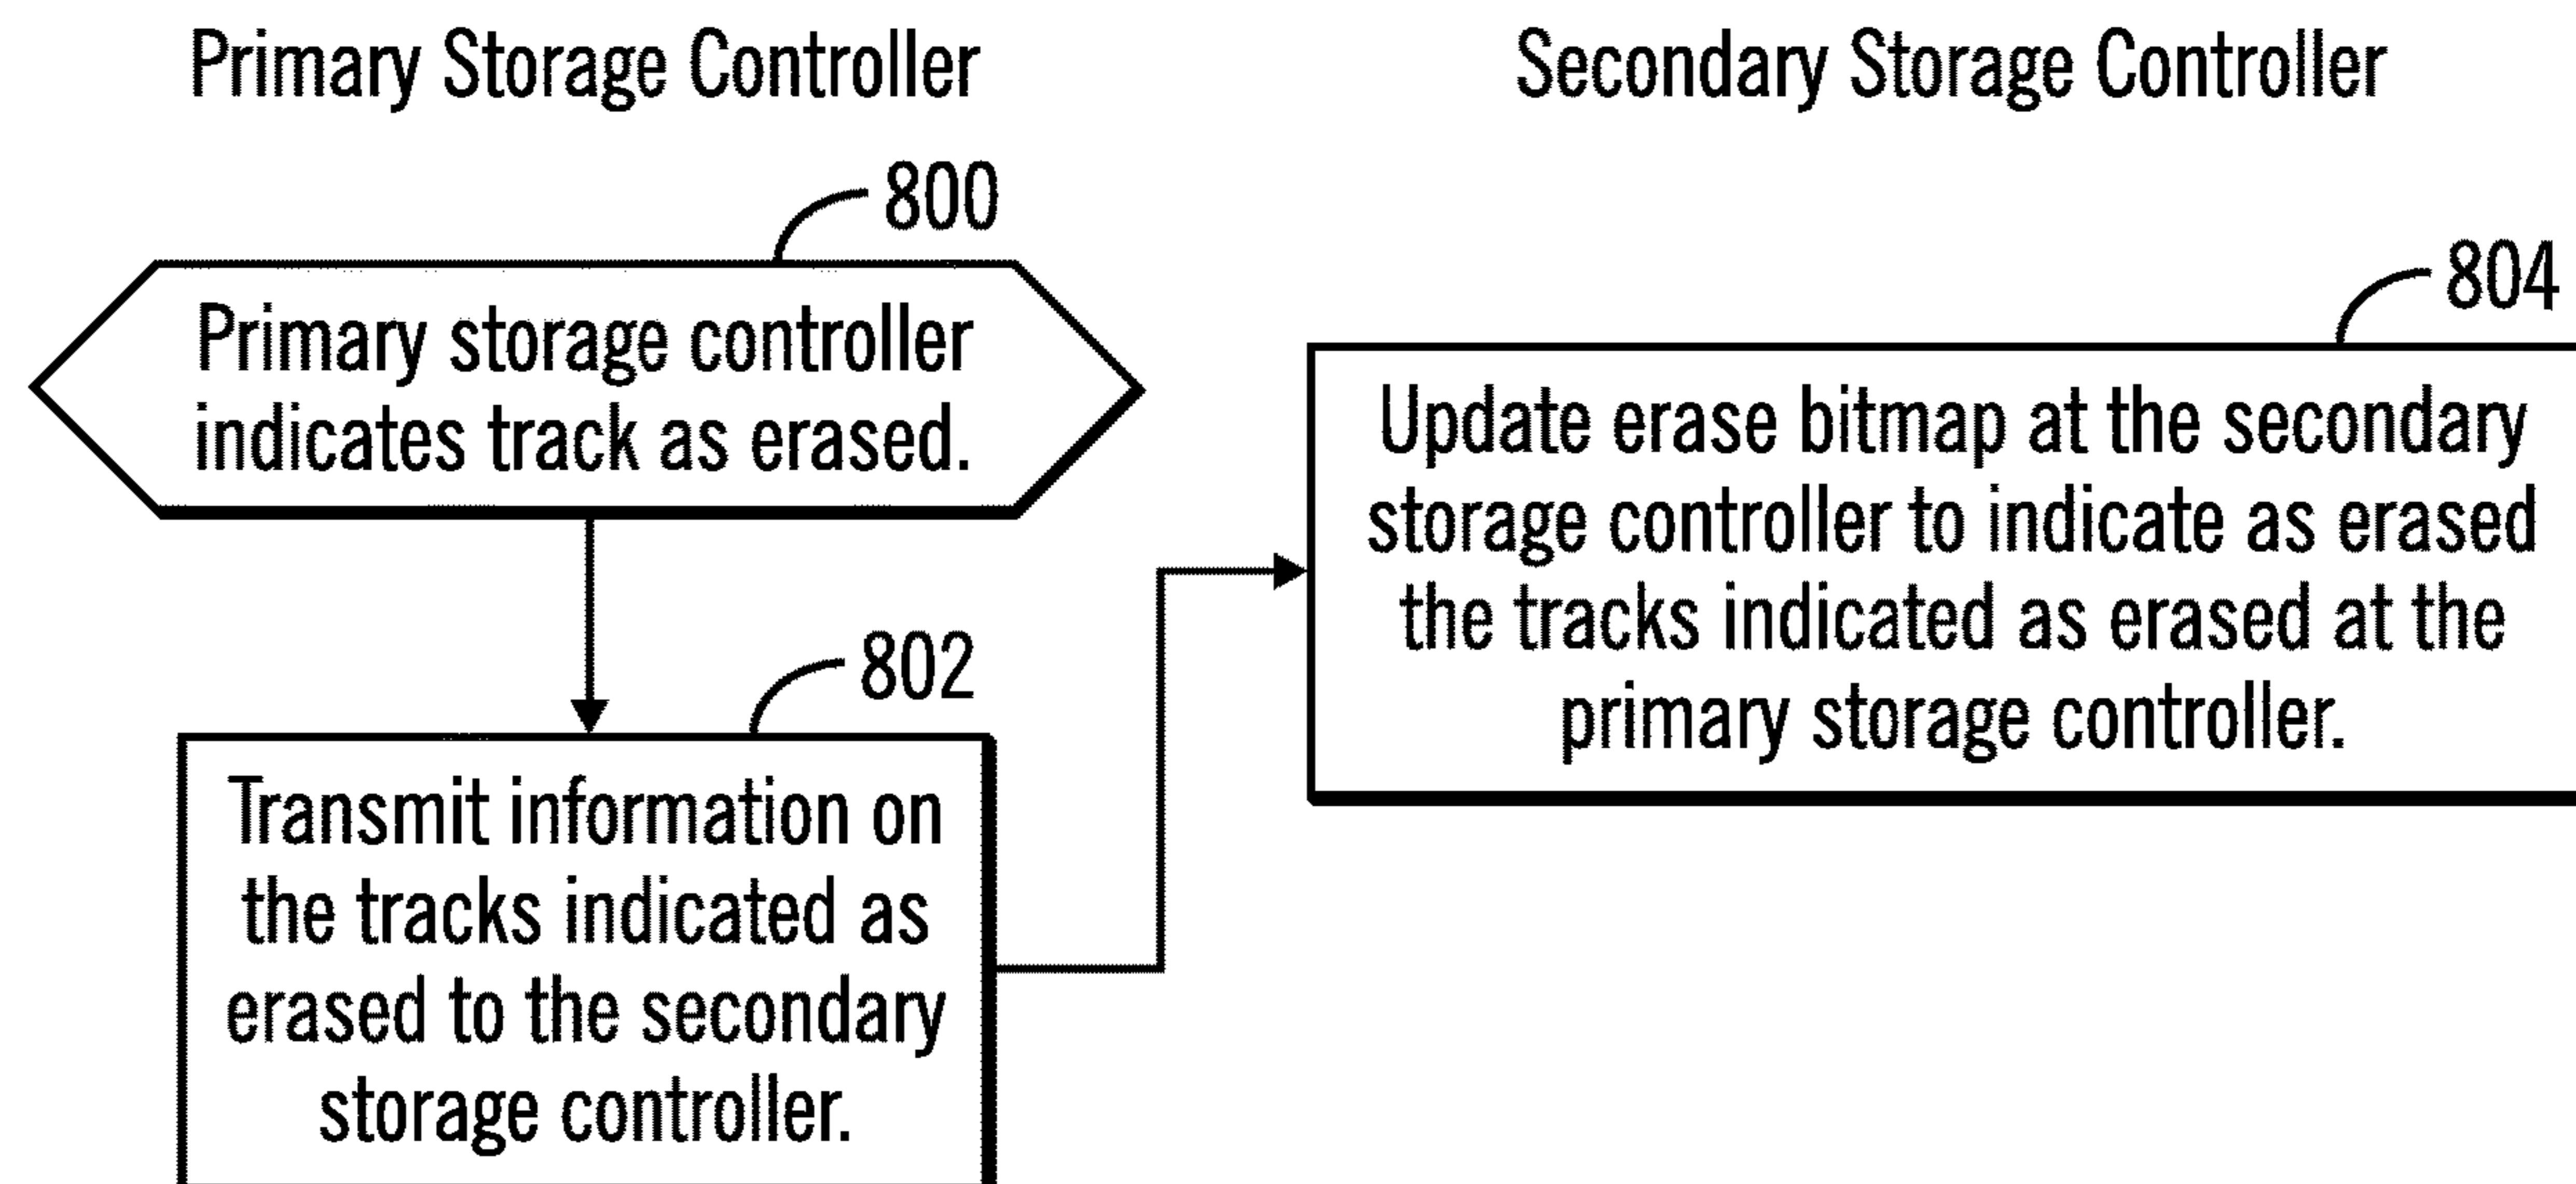 Primary Storage Controller
800
Primary storage controller
indicates track as erased.
802
Transmit information on
the tracks indicated as
erased to the secondary
storage controller.
Secondary Storage Controller
804
Update erase bitmap at the secondary
storage controller to indicate as erased
the tracks indicated as erased at the
primary storage controller.